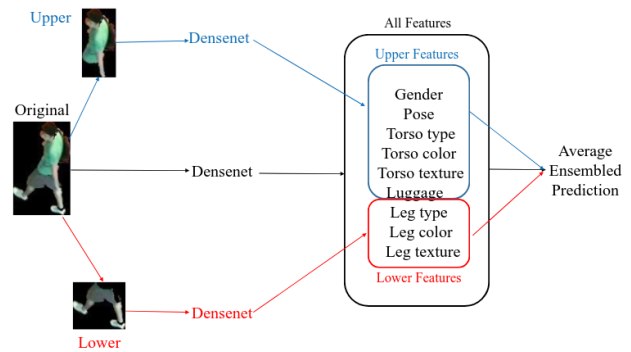 Upper
Densenet
All Features
Upper Features
Original
Gender
Pose
Torso type
Torso color
Torso texture
Luggage
Densenet
Average
Ensembled
Prediction
Leg type
Leg color
Leg texture
Lower Features
Densenet
Lower